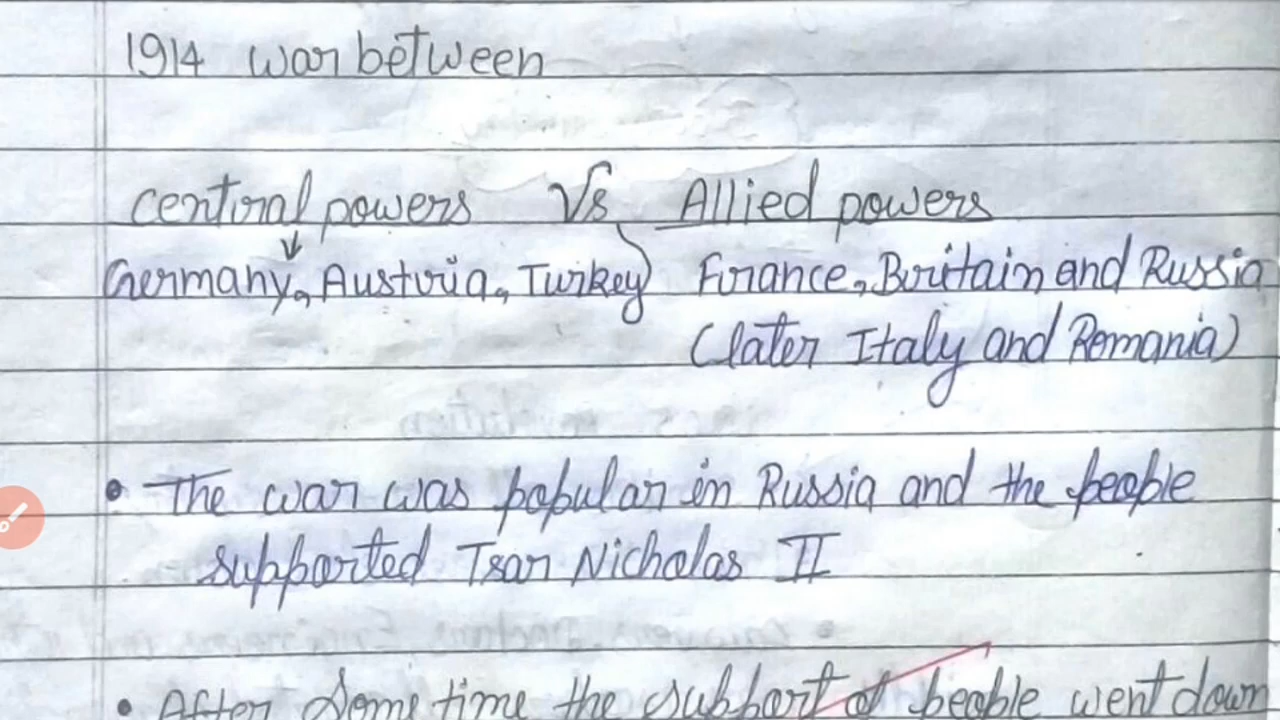 1914 war between
Central powers Vs Allied powers
Germany, Austria, Turkey France, Britain and Russia
(later Italy and Romania)
• The war was popular in Russia and the people
supported Tsar Nicholas II
• After some time the support of people went down